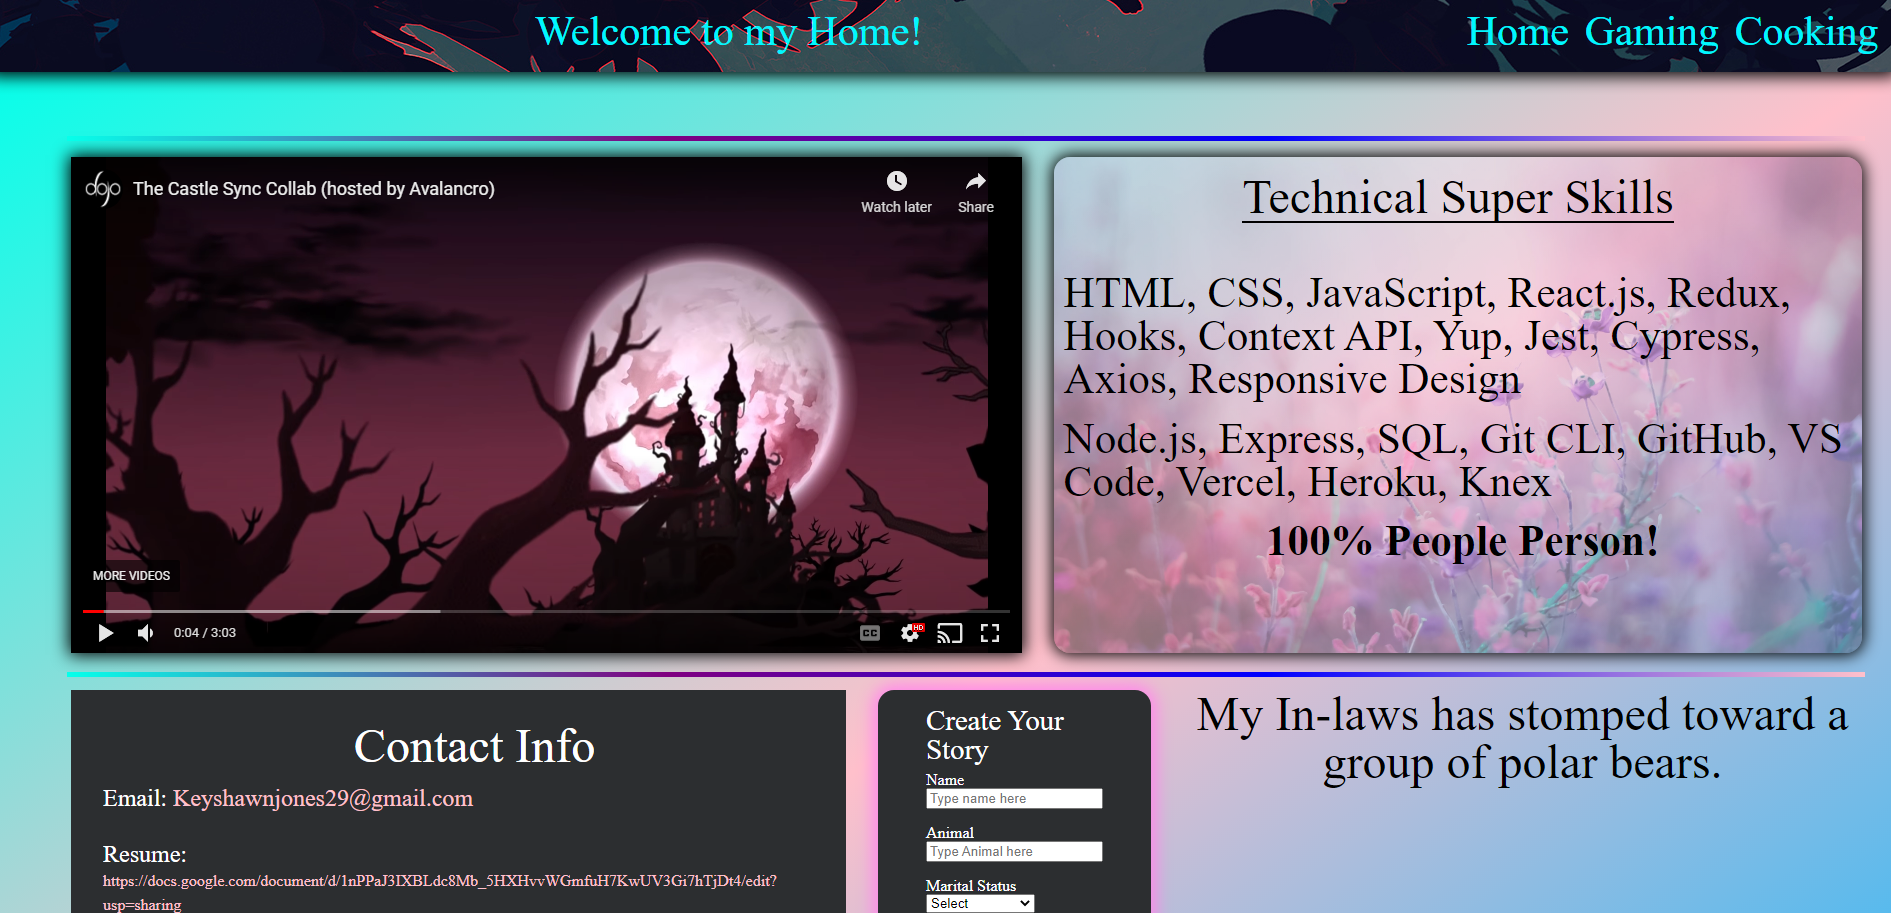 Welcome to my Home!
Home Gaming Cooking
dojo
The Castle Sync Collab (hosted by Avalancro)
Watch later
Share
MORE VIDEOS
0:04 / 3:03
CC
HD
Technical Super Skills
HTML, CSS, JavaScript, React.js, Redux,
Hooks, Context API, Yup, Jest, Cypress,
Axios, Responsive Design
Node.js, Express, SQL, Git CLI, GitHub, VS
Code, Vercel, Heroku, Knex
100% People Person!
Contact Info
Email: Keyshawnjones29@gmail.com
Resume:
https://docs.google.com/document/d/1nPPaJ3IXBLdc8Mb_5HXHvvWGmfuH7KwUV3Gi7hTjDt4/edit?
usp=sharing
Create Your
Story
Name
Type name here
Animal
Type Animal here
Marital Status
Select
My In-laws has stomped toward a
group of polar bears.